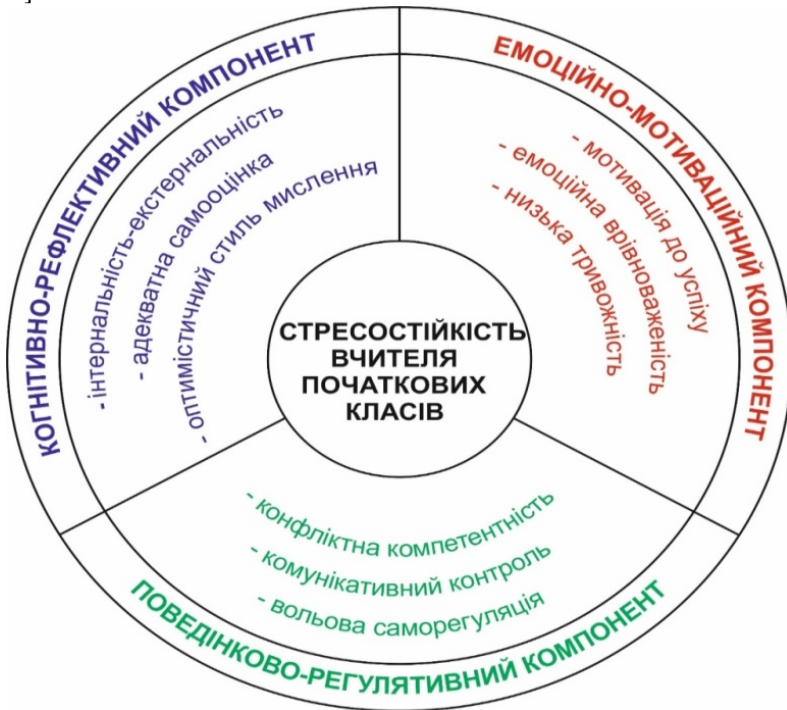 ]
КОГНІТИВНО-РЕФЛЕКТИВНИЙ КОМПОНЕНТ
- інтернальність-екстернальність
- адекватна самооцінка
- оптимістичний стиль мислення
ЕМОЦІЙНО-МОТИВАЦІЙНИЙ КОМПОНЕНТ
- мотивація до успіху
- емоційна врівноваженість
- низька тривожність
СТРЕСОСТІЙКІСТЬ
ВЧИТЕЛЯ
ПОЧАТКОВИХ
КЛАСІВ
- конфліктна компетентність
- комунікативний контроль
- вольова саморегуляція
ПОВЕДІНКОВО-РЕГУЛЯТИВНИЙ КОМПОНЕНТ